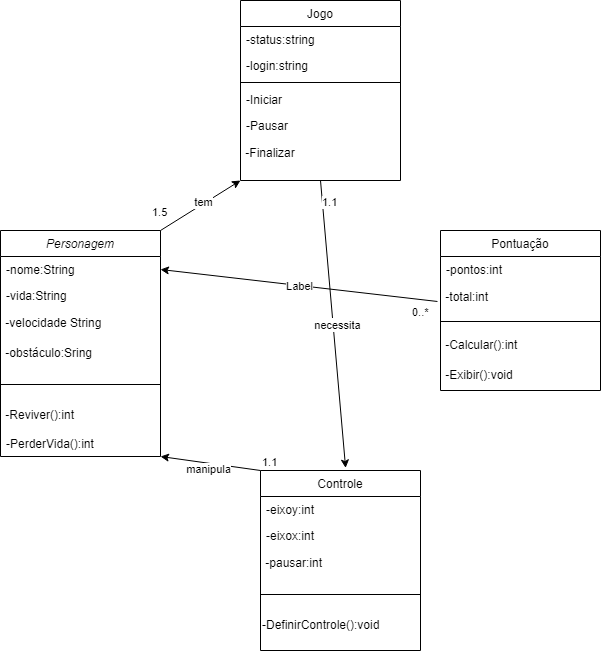 Jogo
-status:string
-login:string
-Iniciar
-Pausar
-Finalizar
tem
1.5
1.1
Personagem
-nome:String
-vida:String
-velocidade String
-obstáculo:Sring
-Reviver():int
-PerderVida():int
Pontuação
-pontos:int
-total:int
-Calcular():int
-Exibir():void
Label
0..*
necessita
manipula
1.1
Controle
-eixoy:int
-eixox:int
-pausar:int
-DefinirControle():void